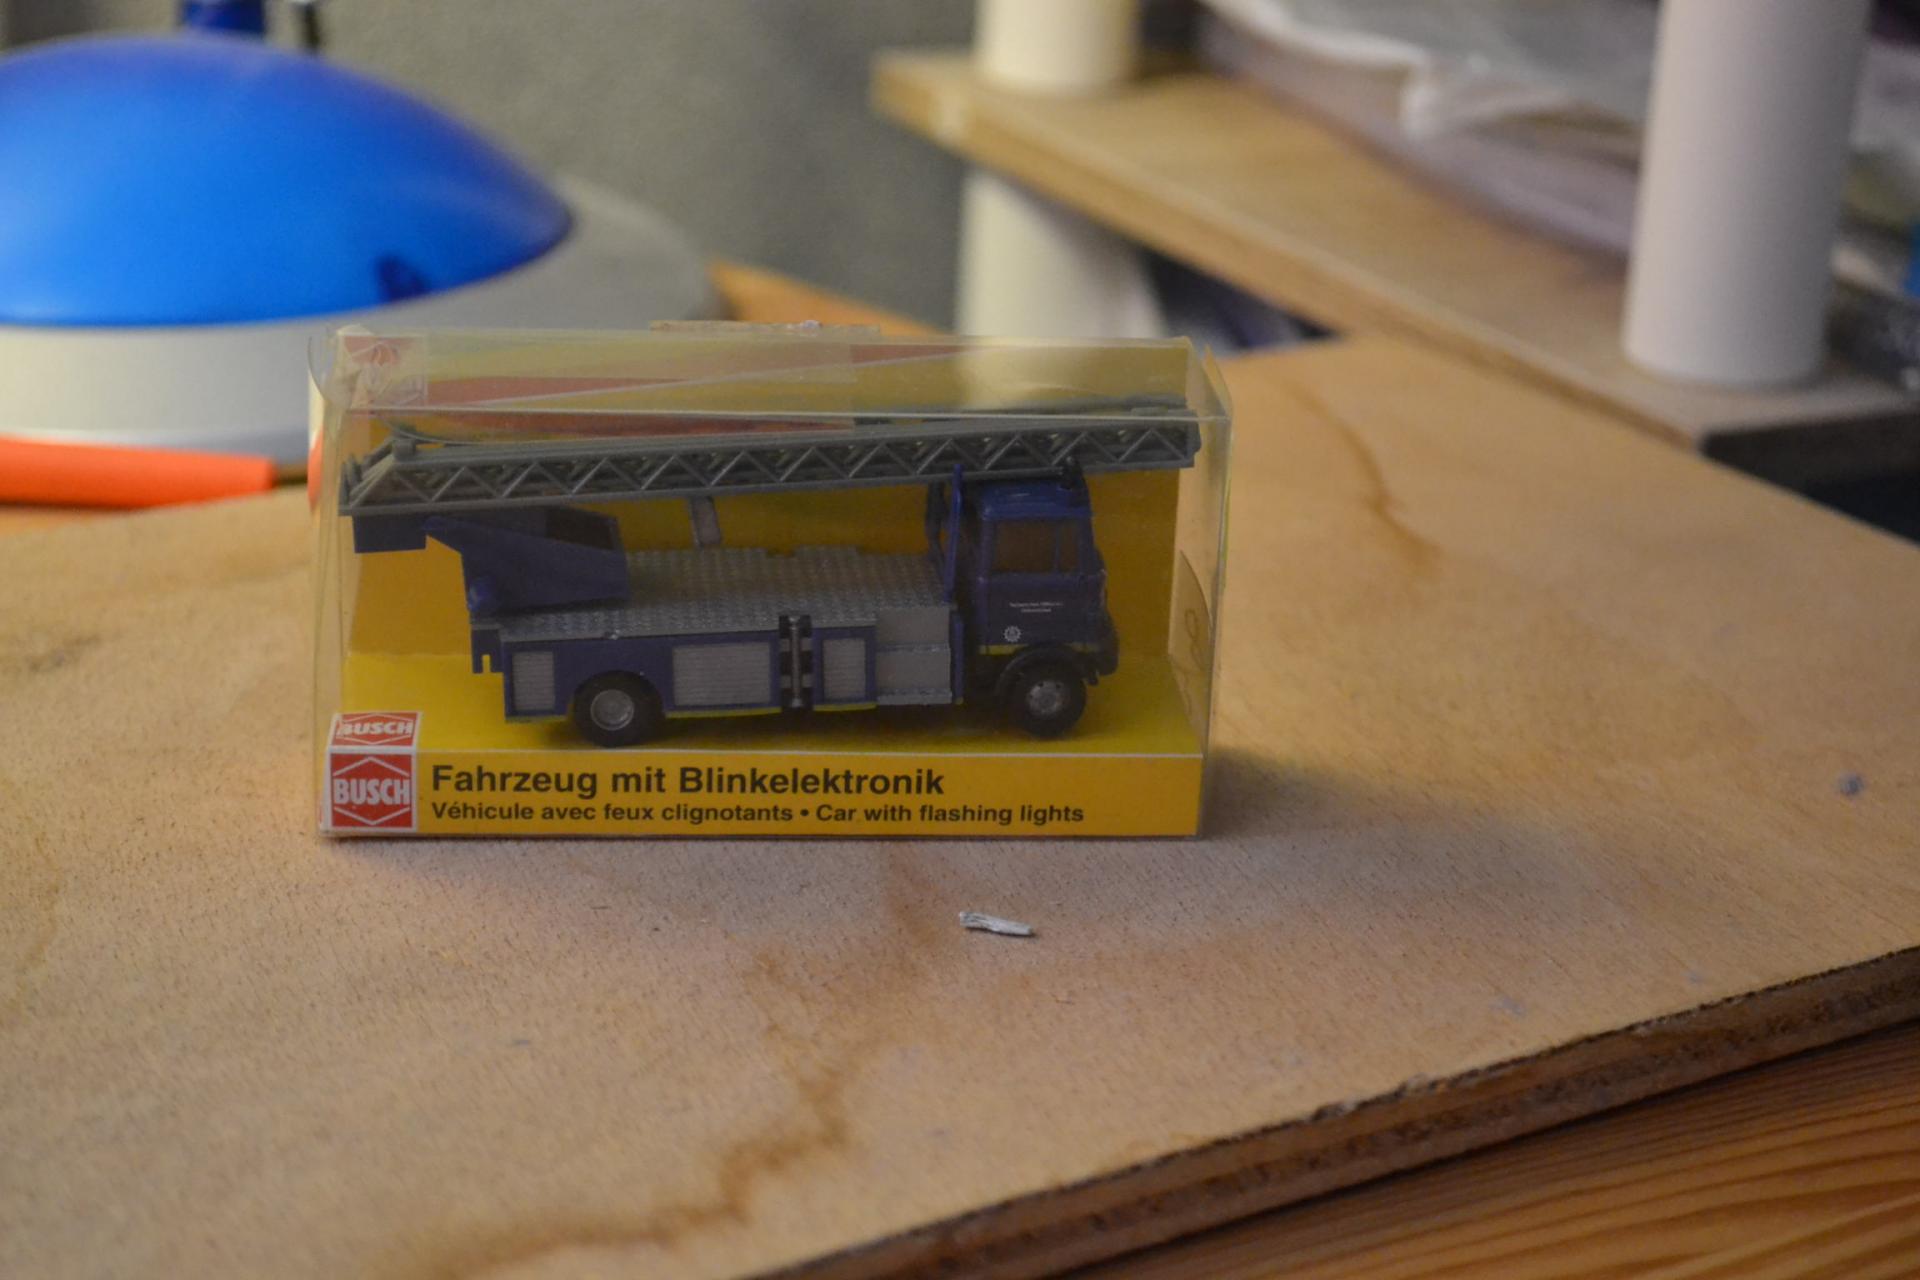 BUSCH
BUSCH
Fahrzeug mit Blinkelektronik
Véhicule avec feux clignotants • Car with flashing lights